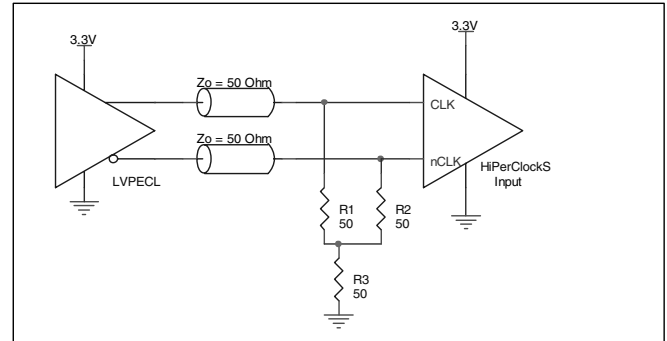 3.3V
3.3V
Zo = 50 Ohm
CLK
Zo = 50 Ohm
nCLK
LVPECL
HiPerClockS
Input
R1
50
R2
50
R3
50